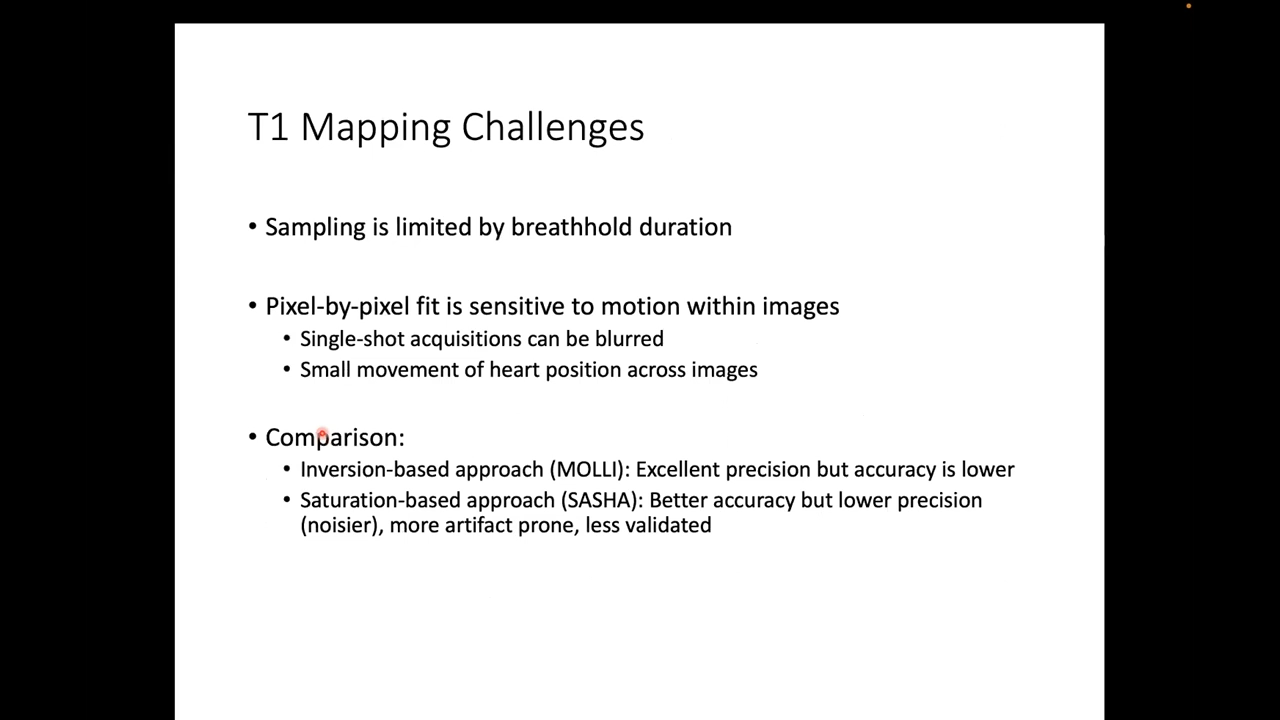 T1 Mapping Challenges
• Sampling is limited by breathhold duration
• Pixel-by-pixel fit is sensitive to motion within images
• Single-shot acquisitions can be blurred
• Small movement of heart position across images
• Comparison:
• Inversion-based approach (MOLLI): Excellent precision but accuracy is lower
• Saturation-based approach (SASHA): Better accuracy but lower precision
(noisier), more artifact prone, less validated